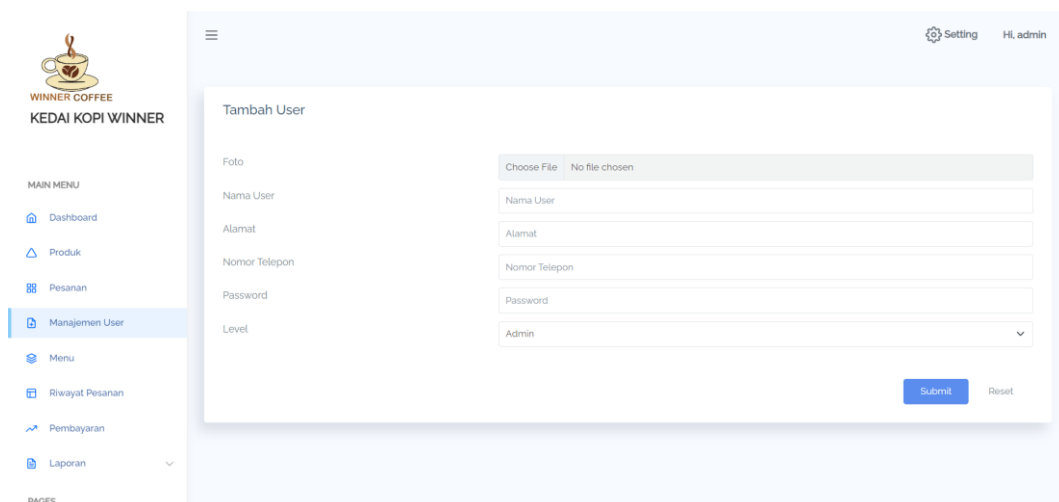 Setting Hi, admin
WINNER COFFEE
KEDAI KOPI WINNER
MAIN MENU
Dashboard
Produk
Pesanan
Manajemen User
Menu
Riwayat Pesanan
Pembayaran
Laporan
PAGES
Tambah User
Foto Choose File No file chosen
Nama User Nama User
Alamat Alamat
Nomor Telepon Nomor Telepon
Password Password
Level Admin
Submit Reset